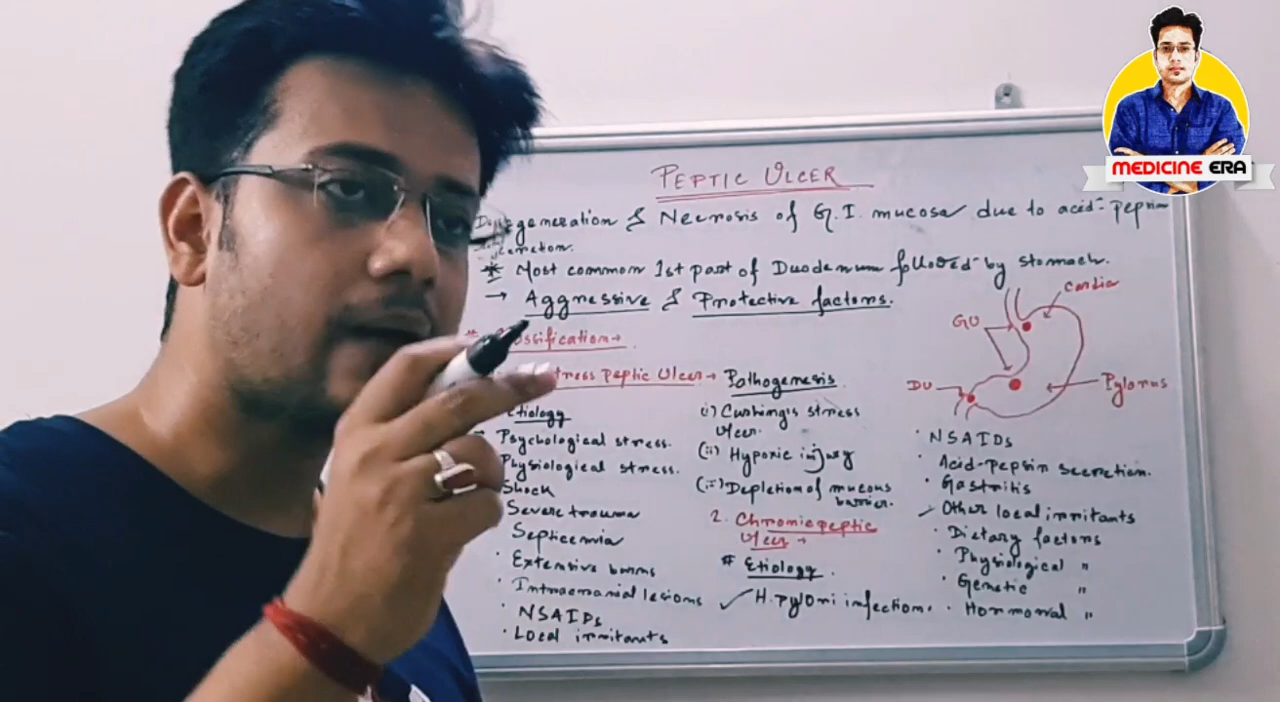 MEDICINE ERA
PEPTIC ULCER
generation & Necrosis of G.I. mucosa due to acid-pepsin
secretion.
* Most common 1st part of Duodenum followed by stomach.
→ Aggressive & Protective factors.
* Classification→
stress peptic Ulcer →
Etiology
→ Psychological stress.
Physiological stress.
Shock
Severe trauma
Septicemia
· Extensive burns
· Intracranial lesions
· NSAIDs
· Local irritants
Pathogenesis
(i) Cushing's stress
ulcer.
(ii) Hypoxic injury
(iii) Depletion of mucous
barrier.
2. Chronic peptic
Ulcer →
# Etiology
✓ H. pylori infection.
cardia
GU
DU
Pylorus
· NSAIDs
· Acid-pepsin secretion.
· Gastritis
✓ Other local irritants
· Dietary factors
· Physiological "
· Genetic "
· Hormonal "